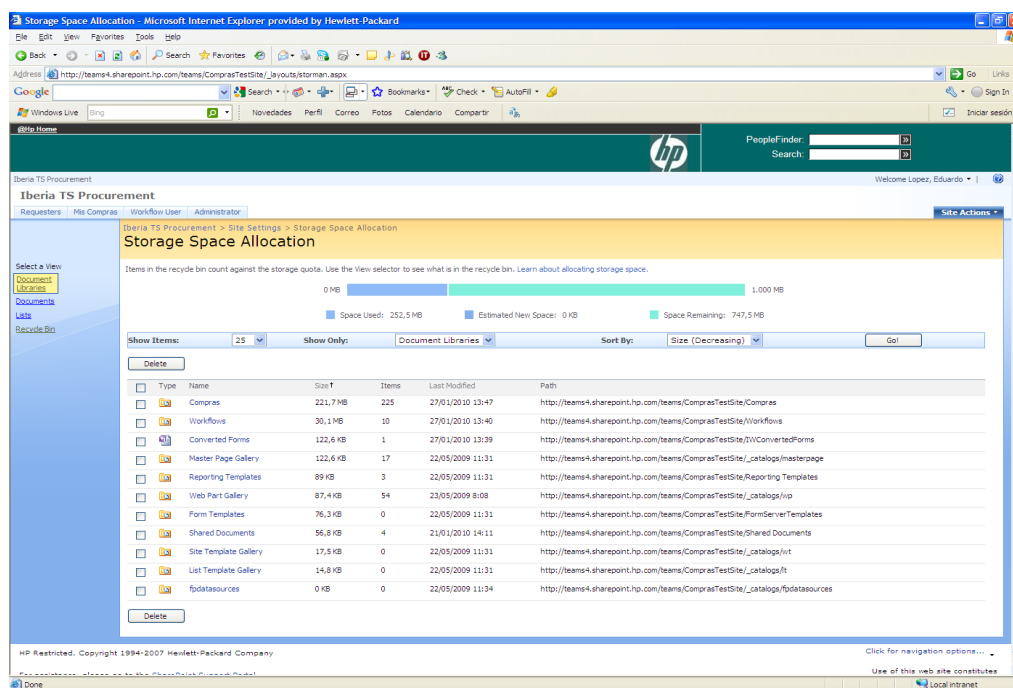 Storage Space Allocation - Microsoft Internet Explorer provided by Hewlett-Packard
File Edit View Favorites Tools Help
Back Search Favorites
Address http://teams4.sharepoint.hp.com/teams/ComprasTestSite/_layouts/storman.aspx Go Links
Google Search Bookmarks Check AutoFill Sign In
Windows Live Bing Novedades Perfil Correo Fotos Calendario Compartir Iniciar sesión
@Hp Home
hp
PeopleFinder:
Search:
Iberia TS Procurement Welcome Lopez, Eduardo
Iberia TS Procurement
Requesters Mis Compras Workflow User Administrator Site Actions
Iberia TS Procurement > Site Settings > Storage Space Allocation
Storage Space Allocation
Select a View
Document Libraries
Documents
Lists
Recycle Bin
Items in the recycle bin count against the storage quota. Use the View selector to see what is in the recycle bin. Learn about allocating storage space.
0 MB 1.000 MB
Space Used: 252,5 MB Estimated New Space: 0 KB Space Remaining: 747,5 MB
Show Items: 25 Show Only: Document Libraries Sort By: Size (Decreasing) Go!
Delete
Type Name Size Items Last Modified Path
Compras 221,7 MB 225 27/01/2010 13:47 http://teams4.sharepoint.hp.com/teams/ComprasTestSite/Compras
Workflows 30,1 MB 10 27/01/2010 13:40 http://teams4.sharepoint.hp.com/teams/ComprasTestSite/Workflows
Converted Forms 122,6 KB 1 27/01/2010 13:39 http://teams4.sharepoint.hp.com/teams/ComprasTestSite/IWConvertedForms
Master Page Gallery 122,6 KB 17 22/05/2009 11:31 http://teams4.sharepoint.hp.com/teams/ComprasTestSite/_catalogs/masterpage
Reporting Templates 89 KB 3 22/05/2009 11:31 http://teams4.sharepoint.hp.com/teams/ComprasTestSite/Reporting Templates
Web Part Gallery 87,4 KB 54 23/05/2009 8:08 http://teams4.sharepoint.hp.com/teams/ComprasTestSite/_catalogs/wp
Form Templates 76,3 KB 0 22/05/2009 11:31 http://teams4.sharepoint.hp.com/teams/ComprasTestSite/FormServerTemplates
Shared Documents 56,8 KB 4 21/01/2010 14:11 http://teams4.sharepoint.hp.com/teams/ComprasTestSite/Shared Documents
Site Template Gallery 17,5 KB 0 22/05/2009 11:31 http://teams4.sharepoint.hp.com/teams/ComprasTestSite/_catalogs/wt
List Template Gallery 14,8 KB 0 22/05/2009 11:31 http://teams4.sharepoint.hp.com/teams/ComprasTestSite/_catalogs/lt
fpdatasources 0 KB 0 22/05/2009 11:34 http://teams4.sharepoint.hp.com/teams/ComprasTestSite/_catalogs/fpdatasources
Delete
HP Restricted. Copyright 1994-2007 Hewlett-Packard Company Click for navigation options...
Use of this web site constitutes
Done Local intranet